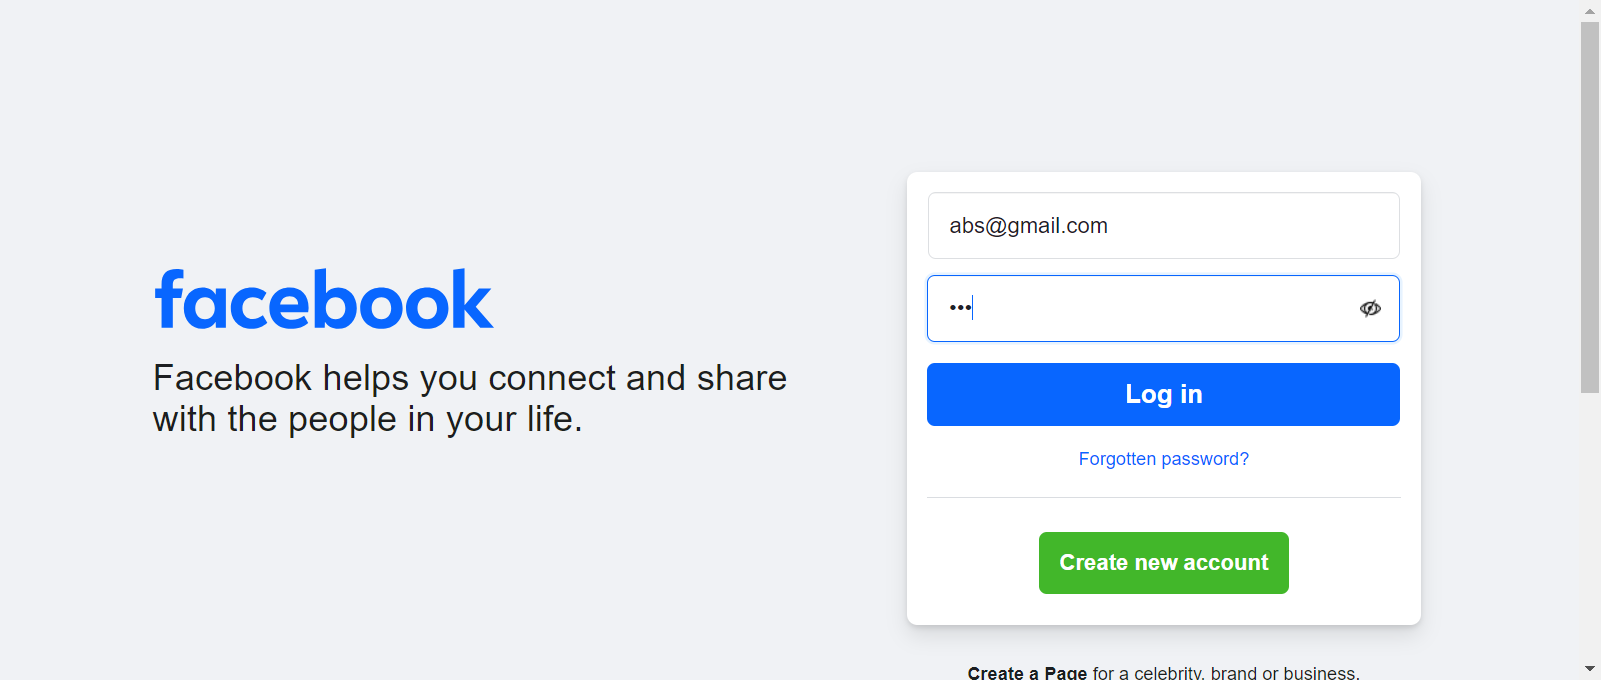 facebook
Facebook helps you connect and share
with the people in your life.
abs@gmail.com
•••
Log in
Forgotten password?
Create new account
Create a Page for a celebrity, brand or business.